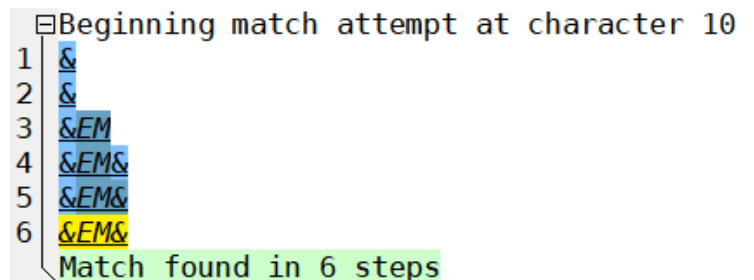 Beginning match attempt at character 10
1 &
2 &
3 &EM
4 &EM&
5 &EM&
6 &EM&
Match found in 6 steps